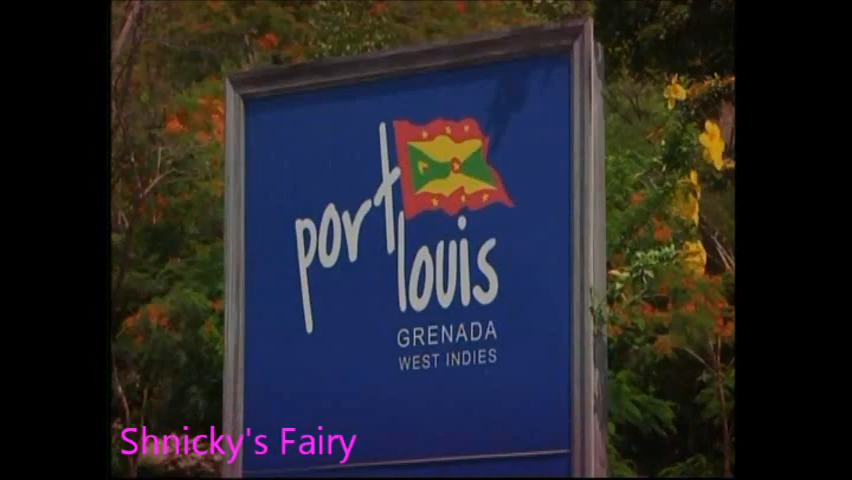 port
louis
GRENADA
WEST INDIES
Shnicky's Fairy